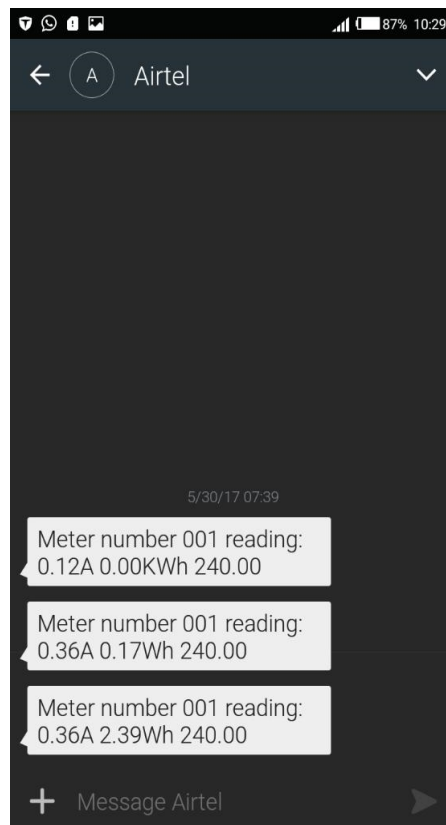 87% 10:29
A Airtel
5/30/17 07:39
Meter number 001 reading:
0.12A 0.00KWh 240.00
Meter number 001 reading:
0.36A 0.17Wh 240.00
Meter number 001 reading:
0.36A 2.39Wh 240.00
Message Airtel